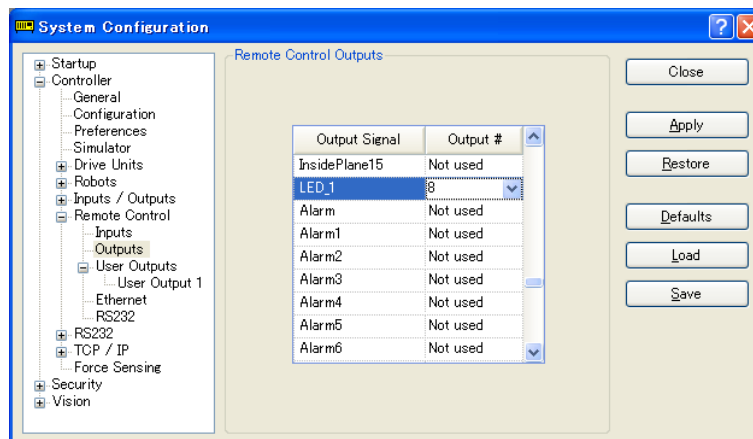 System Configuration
Startup
Controller
General
Configuration
Preferences
Simulator
Drive Units
Robots
Inputs / Outputs
Remote Control
Inputs
Outputs
User Outputs
User Output 1
Ethernet
RS232
RS232
TCP / IP
Force Sensing
Security
Vision
Remote Control Outputs
Output Signal Output #
InsidePlane15 Not used
LED_1 8
Alarm Not used
Alarm1 Not used
Alarm2 Not used
Alarm3 Not used
Alarm4 Not used
Alarm5 Not used
Alarm6 Not used
Close
Apply
Restore
Defaults
Load
Save